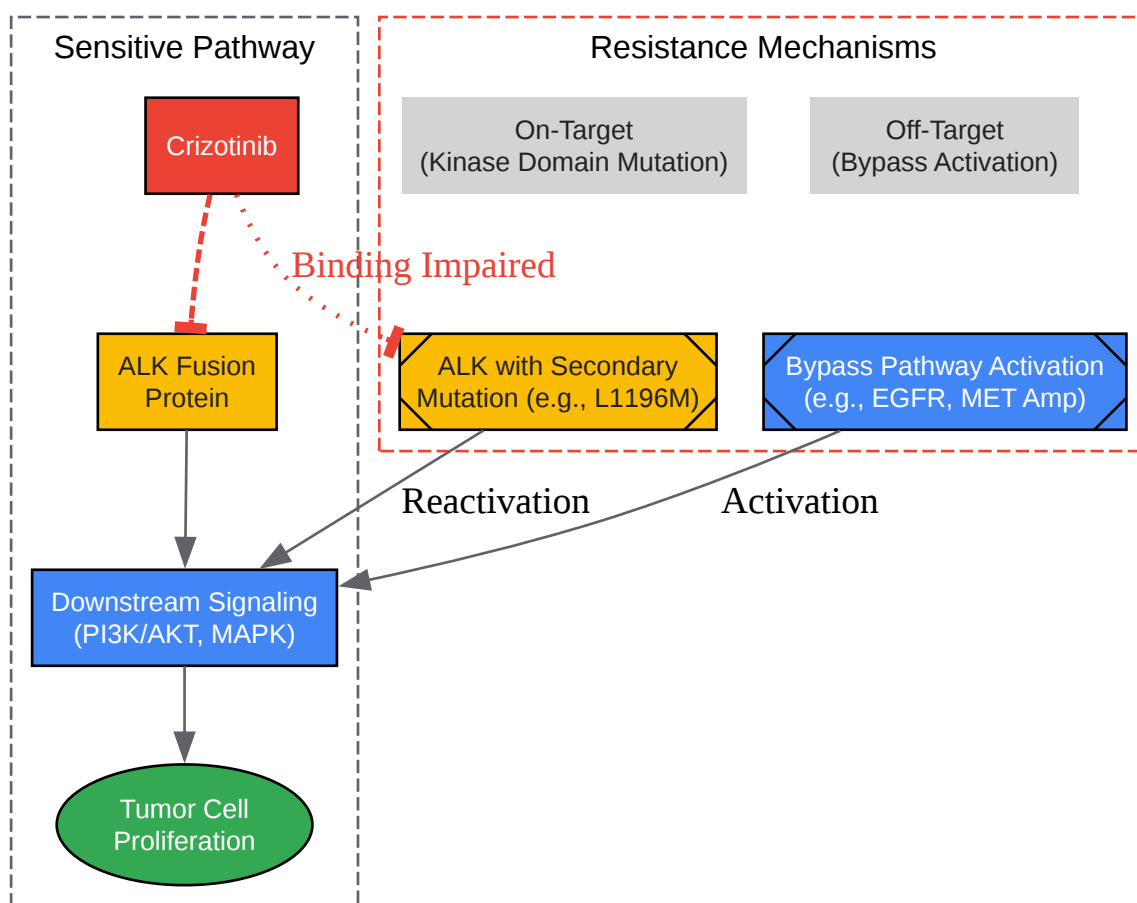 Sensitive Pathway
Resistance Mechanisms
Crizotinib
On-Target
(Kinase Domain Mutation)
Off-Target
(Bypass Activation)
Binding Impaired
ALK Fusion
Protein
ALK with Secondary
Mutation (e.g., L1196M)
Bypass Pathway Activation
(e.g., EGFR, MET Amp)
Reactivation
Activation
Downstream Signaling
(PI3K/AKT, MAPK)
Tumor Cell
Proliferation